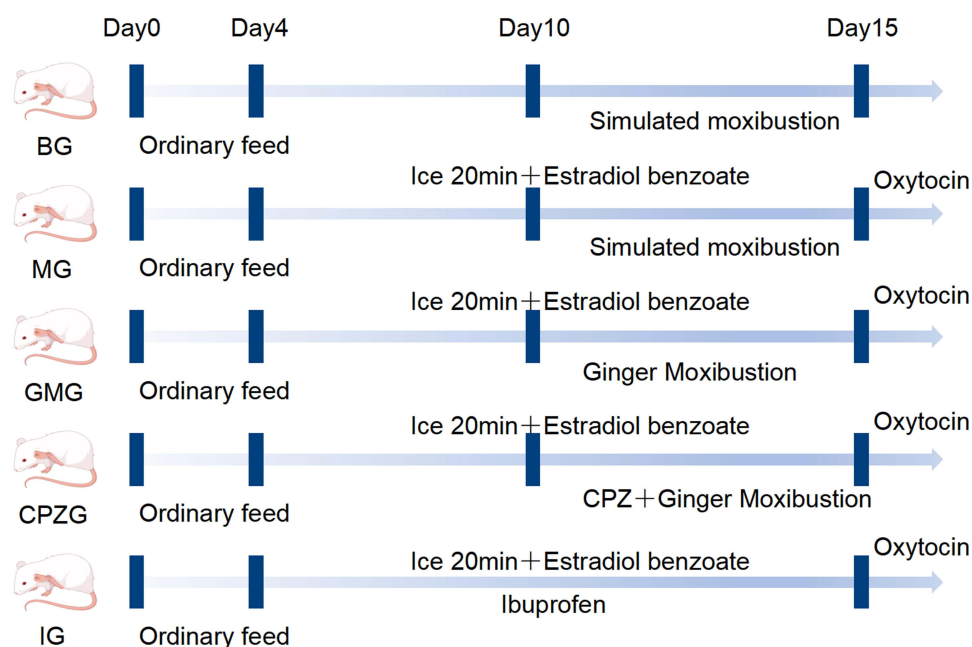 Day0 Day4 Day10 Day15
Simulated moxibustion
BG Ordinary feed
Ice 20min+Estradiol benzoate Oxytocin
Simulated moxibustion
MG Ordinary feed
Ice 20min+Estradiol benzoate Oxytocin
Ginger Moxibustion
GMG Ordinary feed
Ice 20min+Estradiol benzoate Oxytocin
CPZ+Ginger Moxibustion
CPZG Ordinary feed
Ice 20min+Estradiol benzoate Oxytocin
Ibuprofen
IG Ordinary feed